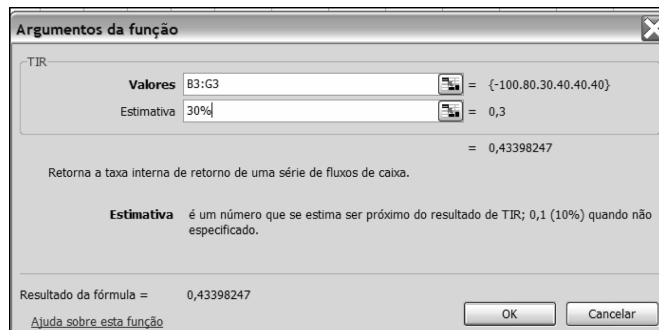 Argumentos da função
TIR
Valores B3:G3 = {-100.80.30.40.40.40}
Estimativa 30% = 0,3
= 0,43398247
Retorna a taxa interna de retorno de uma série de fluxos de caixa.
Estimativa é um número que se estima ser próximo do resultado de TIR; 0,1 (10%) quando não
especificado.
Resultado da fórmula = 0,43398247
Ajuda sobre esta função OK Cancelar